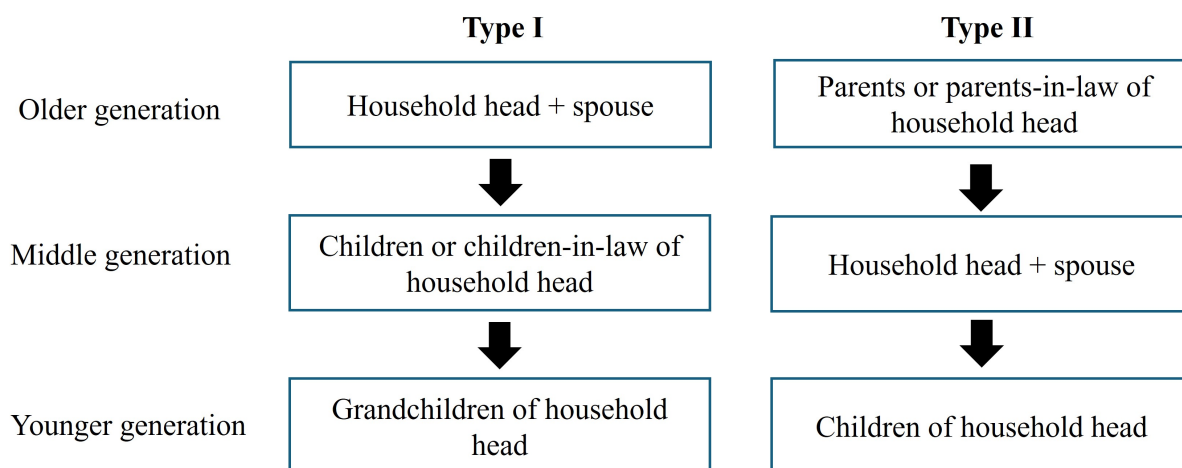 Type I
Type II
Older generation
Household head + spouse
Parents or parents-in-law of
household head
Middle generation
Children or children-in-law of
household head
Household head + spouse
Younger generation
Grandchildren of household
head
Children of household head